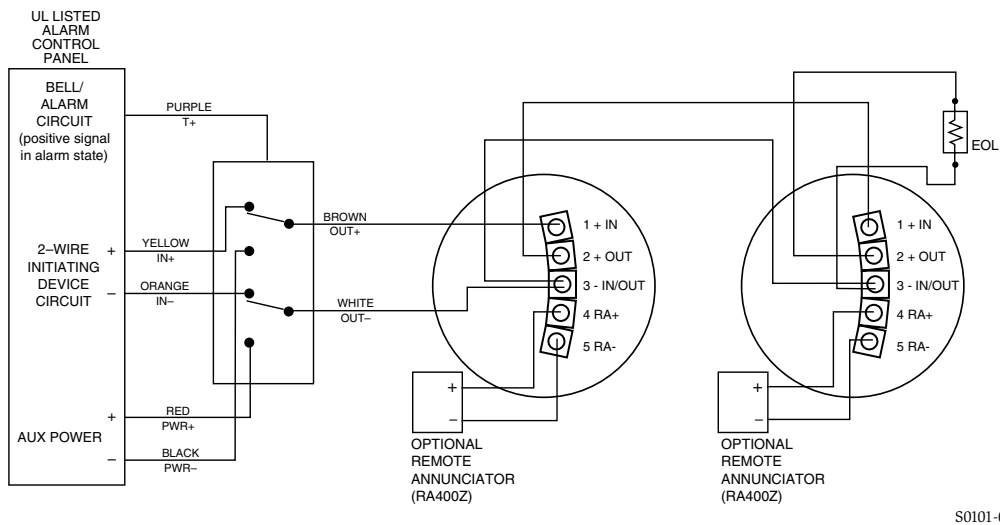 UL LISTED
ALARM
CONTROL
PANEL
BELL/
ALARM
CIRCUIT
(positive signal
in alarm state)
PURPLE
T+
2–WIRE
INITIATING
DEVICE
CIRCUIT
+
–
YELLOW
IN+
ORANGE
IN–
AUX POWER
+
–
RED
PWR+
BLACK
PWR–
BROWN
OUT+
WHITE
OUT–
1 + IN
2 + OUT
3 - IN/OUT
4 RA+
5 RA-
+
–
OPTIONAL
REMOTE
ANNUNCIATOR
(RA400Z)
1 + IN
2 + OUT
3 - IN/OUT
4 RA+
5 RA-
+
–
OPTIONAL
REMOTE
ANNUNCIATOR
(RA400Z)
EOL